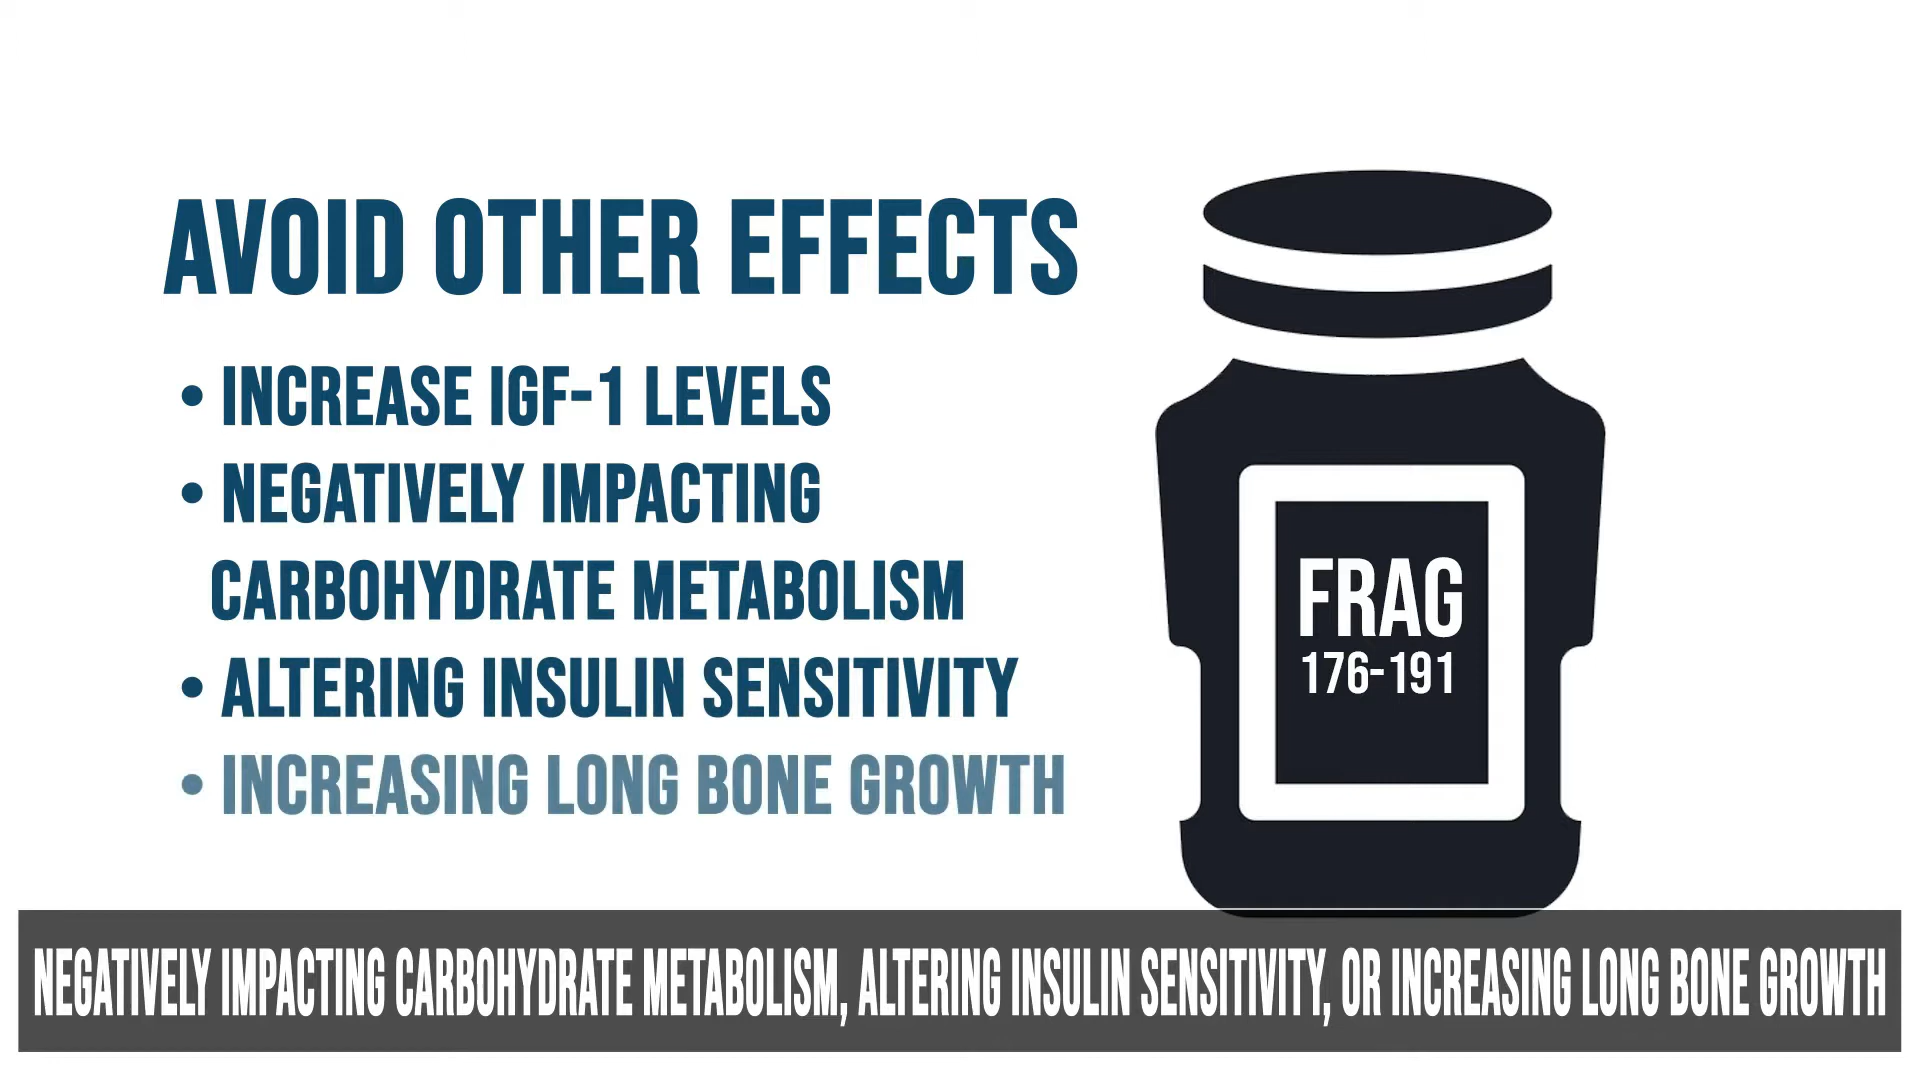 AVOID OTHER EFFECTS
• INCREASE IGF-1 LEVELS
• NEGATIVELY IMPACTING
CARBOHYDRATE METABOLISM
• ALTERING INSULIN SENSITIVITY
• INCREASING LONG BONE GROWTH
FRAG
176-191
NEGATIVELY IMPACTING CARBOHYDRATE METABOLISM, ALTERING INSULIN SENSITIVITY, OR INCREASING LONG BONE GROWTH